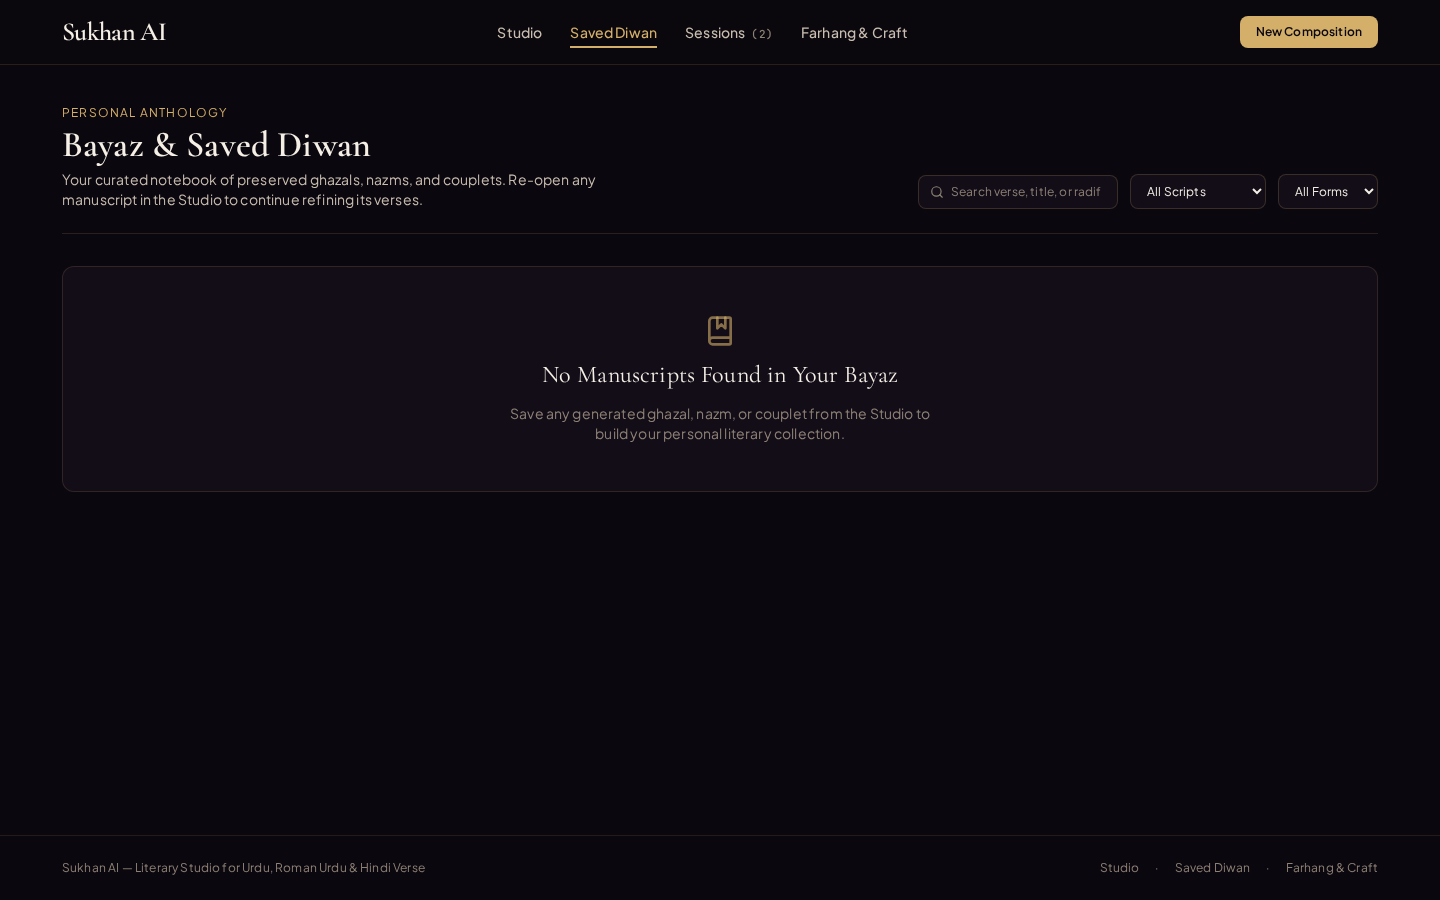 Sukhan AI
Studio
Saved Diwan
Sessions (2)
Farhang & Craft
New Composition
PERSONAL ANTHOLOGY
Bayaz & Saved Diwan
Your curated notebook of preserved ghazals, nazms, and couplets. Re-open any
manuscript in the Studio to continue refining its verses.
Search verse, title, or radif
All Scripts
All Forms
No Manuscripts Found in Your Bayaz
Save any generated ghazal, nazm, or couplet from the Studio to
build your personal literary collection.
Sukhan AI — Literary Studio for Urdu, Roman Urdu & Hindi Verse
Studio · Saved Diwan · Farhang & Craft